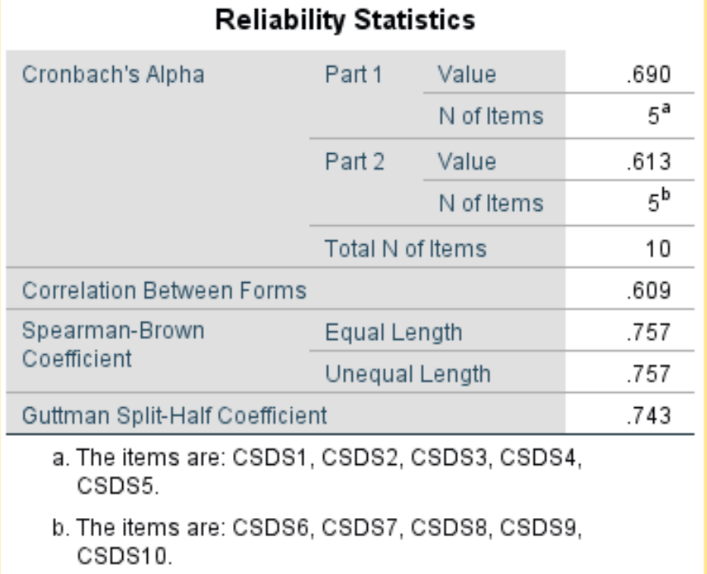 Reliability Statistics
Cronbach's Alpha Part 1 Value .690
N of Items 5a
Part 2 Value .613
N of Items 5b
Total N of Items 10
Correlation Between Forms .609
Spearman-Brown Equal Length .757
Coefficient
Unequal Length .757
Guttman Split-Half Coefficient .743
a. The items are: CSDS1, CSDS2, CSDS3, CSDS4,
CSDS5.
b. The items are: CSDS6, CSDS7, CSDS8, CSDS9,
CSDS10.